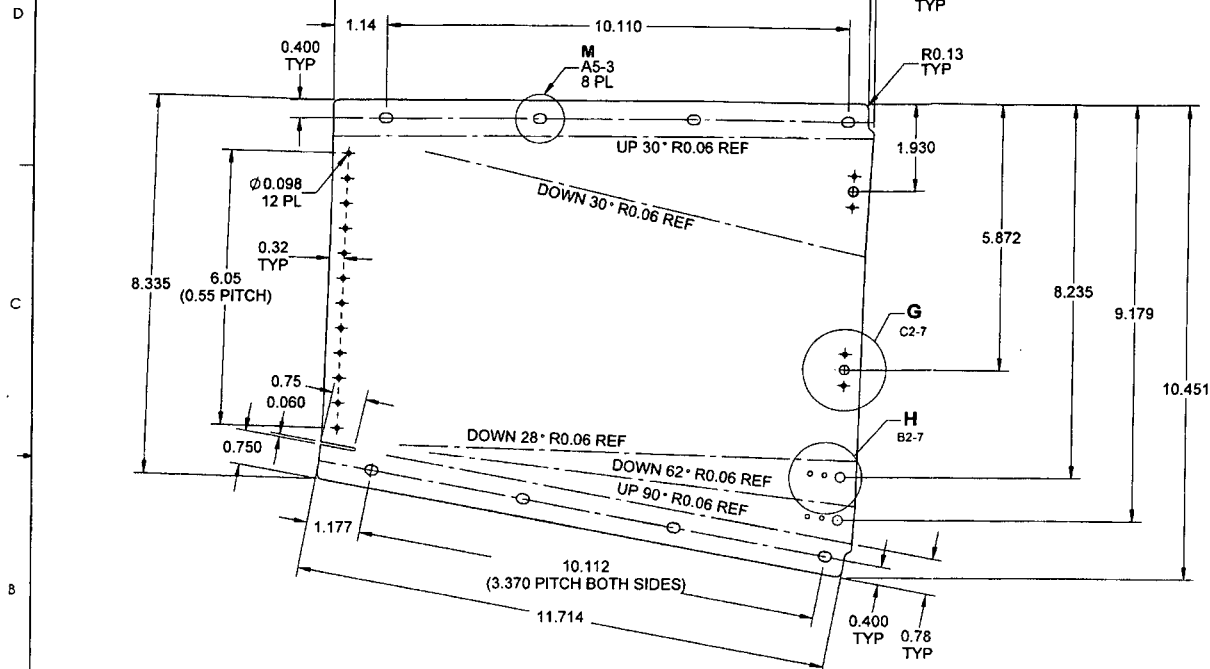 D
TYP
1.14
10.110
0.400
TYP
M
A5-3
8 PL
R0.13
TYP
UP 30° R0.06 REF
1.930
Ø0.098
12 PL
DOWN 30° R0.06 REF
0.32
TYP
5.872
8.335
6.05
(0.55 PITCH)
8.235
C
9.179
G
C2-7
10.451
0.75
0.060
H
B2-7
0.750
DOWN 28° R0.06 REF
DOWN 62° R0.06 REF
UP 90° R0.06 REF
1.177
10.112
(3.370 PITCH BOTH SIDES)
B
11.714
0.400
TYP
0.78
TYP